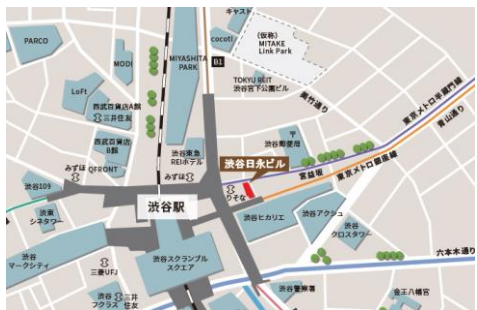 キャスト
PARCO
cocoti
(仮称)
MITAKE
Link Park
MIYASHITA
PARK
MODI
B1
TOKYU REIT
渋谷宮下公園ビル
LoFt
西武百貨店A館
三井住友
美竹通り
東京メトロ半蔵門線
青山通り
西武百貨店
B館
渋谷東急
REIホテル
渋谷郵便局
みずほ
QFRONT
みずほ
渋谷日永ビル
宮益坂
東京メトロ銀座線
渋谷109
りそな
渋谷駅
渋東
シネタワー
渋谷ヒカリエ
渋谷アクシュ
渋谷
クロスタワー
渋谷
マークシティ
渋谷スクランブル
スクエア
六本木通り
三菱UFJ
渋谷
フクラス
三井
住友
渋谷警察署
金王八幡宮